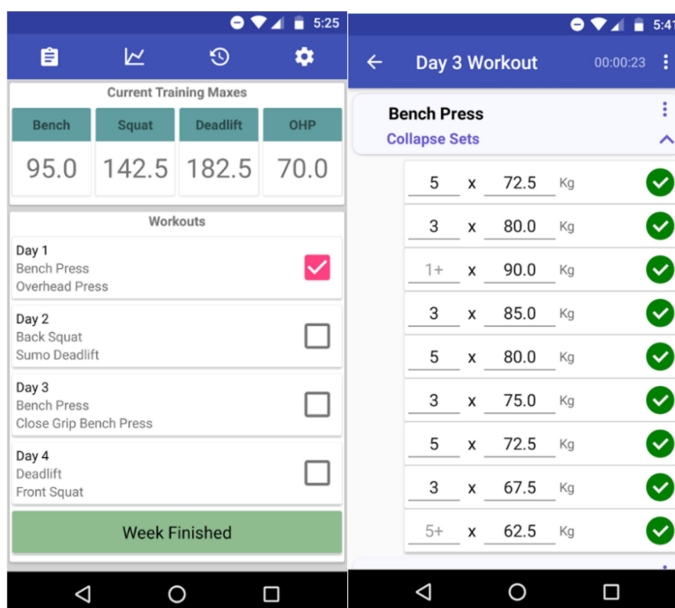 5:25
Current Training Maxes
Bench Squat Deadlift OHP
95.0 142.5 182.5 70.0
Workouts
Day 1
Bench Press
Overhead Press
Day 2
Back Squat
Sumo Deadlift
Day 3
Bench Press
Close Grip Bench Press
Day 4
Deadlift
Front Squat
Week Finished
5:41
Day 3 Workout 00:00:23
Bench Press
Collapse Sets
5 x 72.5 Kg
3 x 80.0 Kg
1+ x 90.0 Kg
3 x 85.0 Kg
5 x 80.0 Kg
3 x 75.0 Kg
5 x 72.5 Kg
3 x 67.5 Kg
5+ x 62.5 Kg